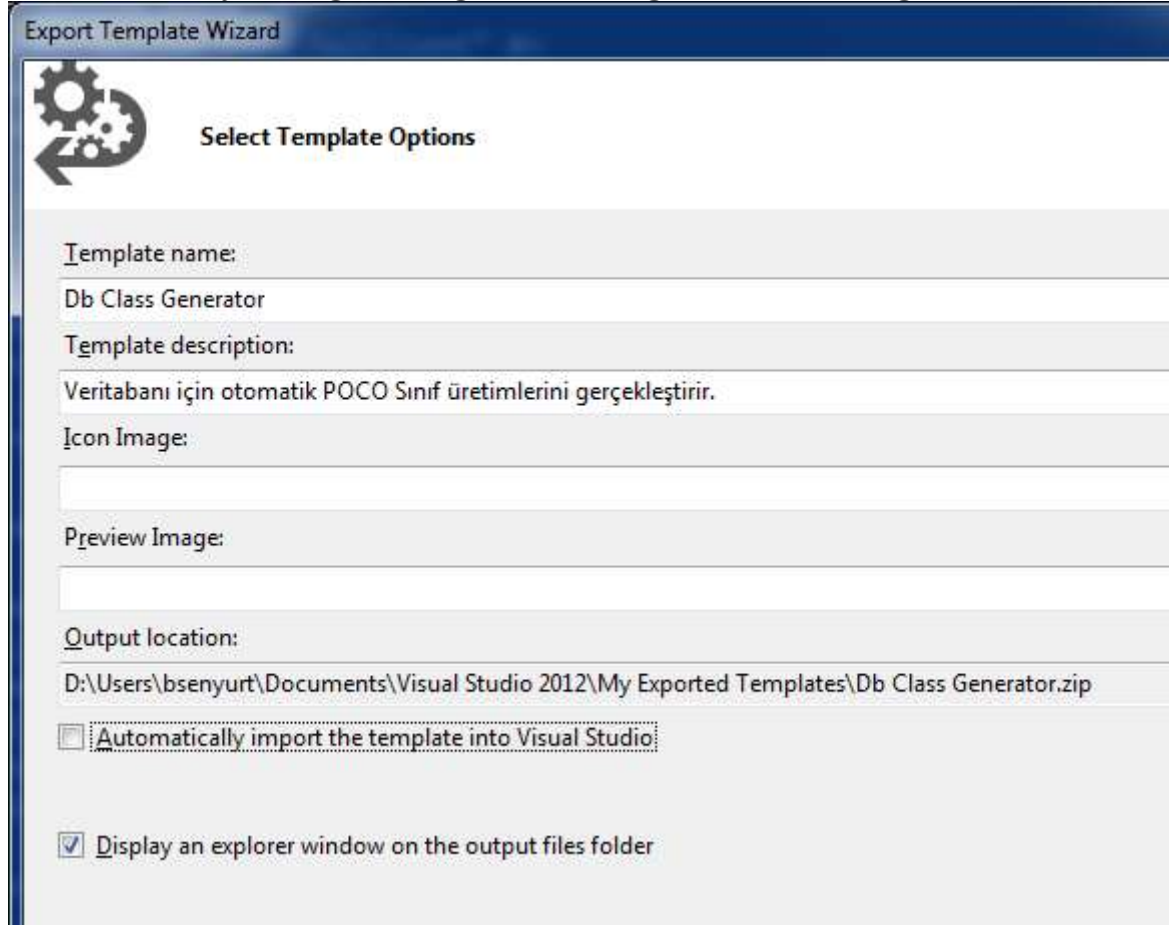 Export Template Wizard
Select Template Options
Template name:
Db Class Generator
Template description:
Veritabanı için otomatik POCO Sınıf üretimlerini gerçekleştirir.
Icon Image:
Preview Image:
Output location:
D:\Users\bsenyurt\Documents\Visual Studio 2012\My Exported Templates\Db Class Generator.zip
Automatically import the template into Visual Studio
Display an explorer window on the output files folder